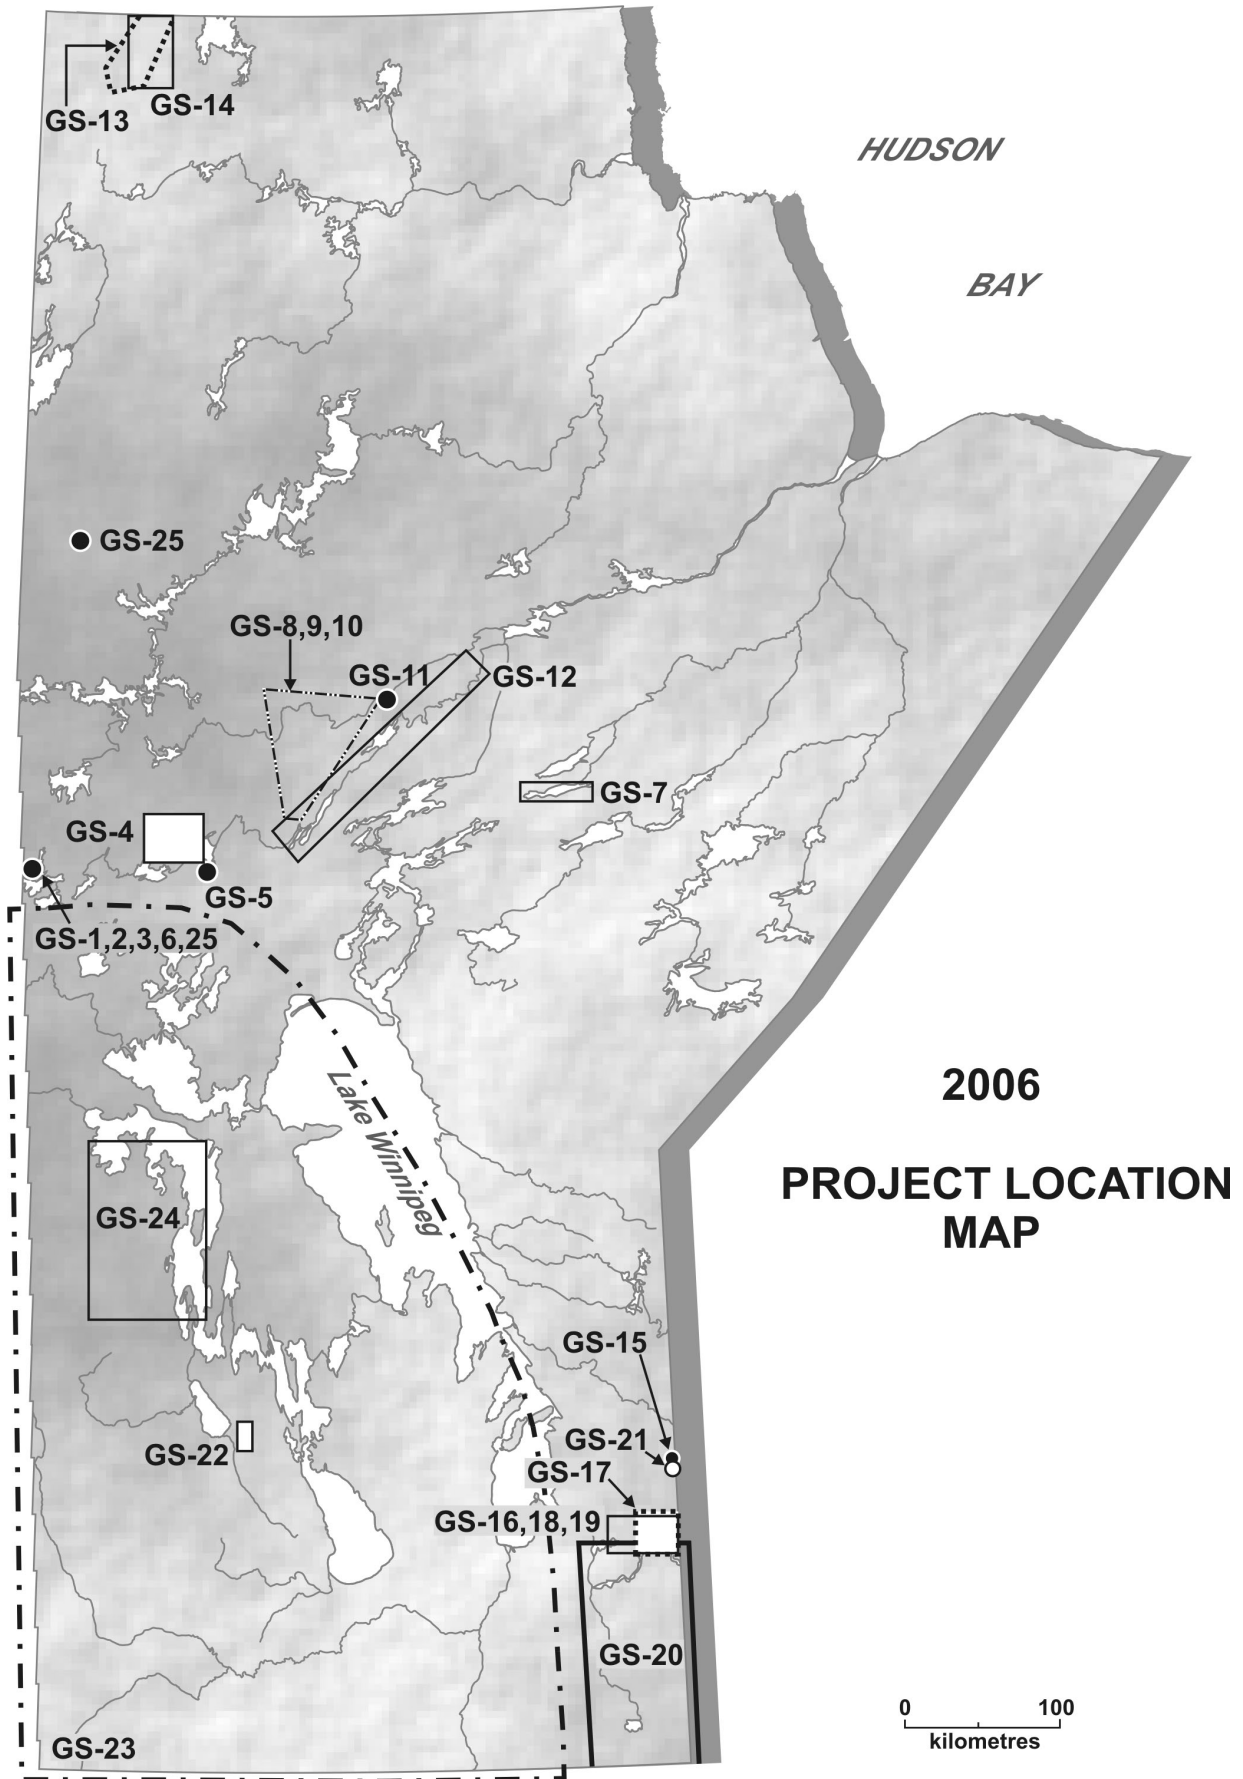 GS-13
GS-14
HUDSON
BAY
GS-25
GS-8,9,10
GS-11
GS-12
GS-7
GS-4
GS-5
GS-1,2,3,6,25
Lake Winnipeg
2006
PROJECT LOCATION
MAP
GS-24
GS-15
GS-21
GS-22
GS-17
GS-16,18,19
GS-20
GS-23
0 100
kilometres